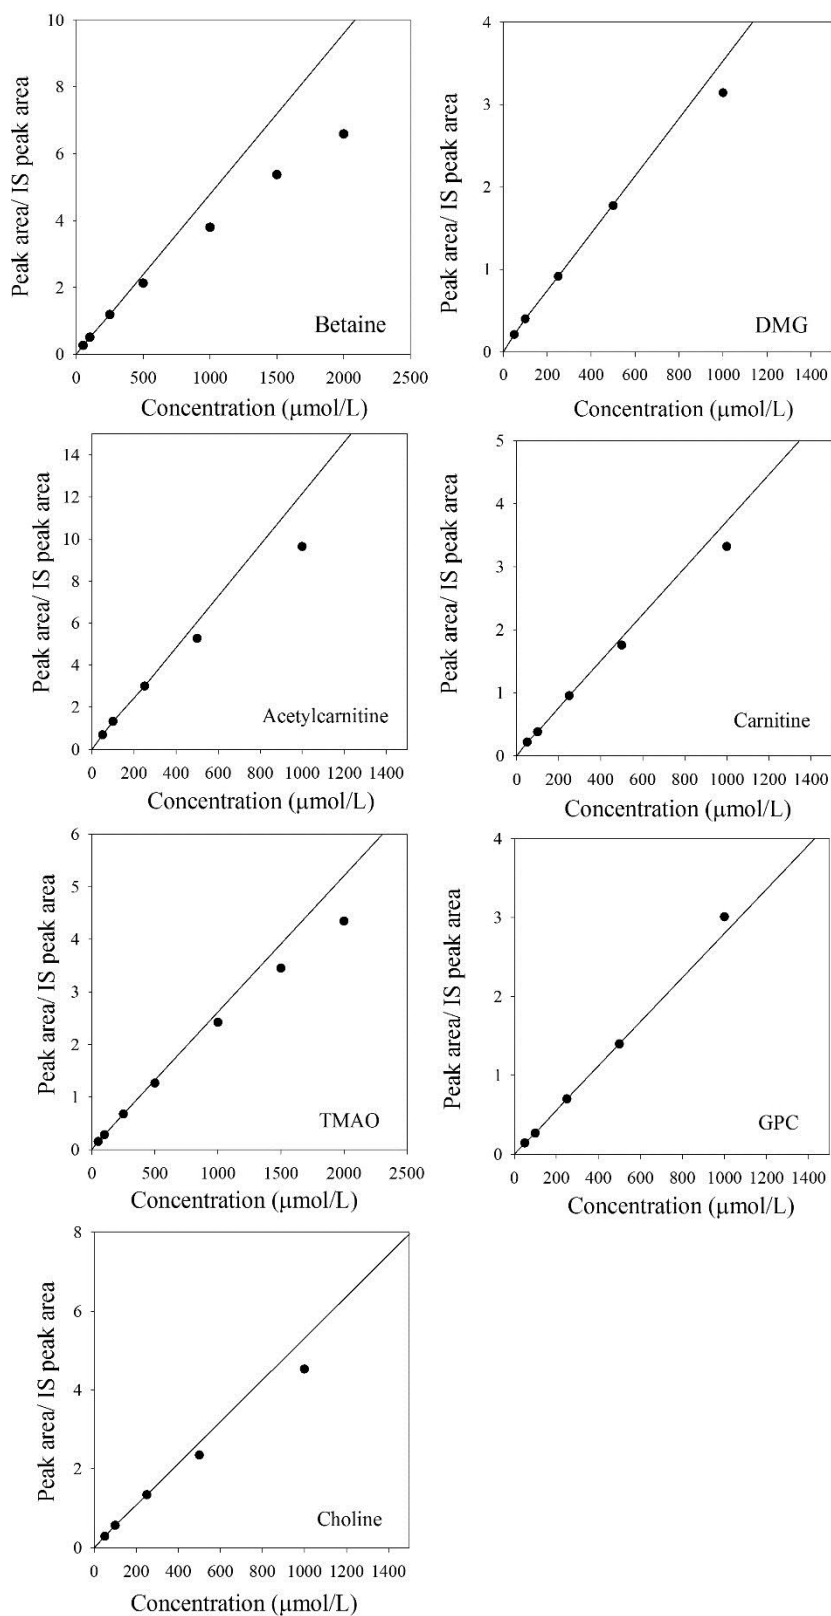 Peak area/ IS peak area
10
8
6
4
2
0
Betaine
0 500 1000 1500 2000 2500
Concentration (μmol/L)
Peak area/ IS peak area
4
3
2
1
0
DMG
0 200 400 600 800 1000 1200 1400
Concentration (μmol/L)
Peak area/ IS peak area
14
12
10
8
6
4
2
0
Acetylcarnitine
0 200 400 600 800 1000 1200 1400
Concentration (μmol/L)
Peak area/ IS peak area
5
4
3
2
1
0
Carnitine
0 200 400 600 800 1000 1200 1400
Concentration (μmol/L)
Peak area/ IS peak area
6
5
4
3
2
1
0
TMAO
0 500 1000 1500 2000 2500
Concentration (μmol/L)
Peak area/ IS peak area
4
3
2
1
0
GPC
0 200 400 600 800 1000 1200 1400
Concentration (μmol/L)
Peak area/ IS peak area
8
6
4
2
0
Choline
0 200 400 600 800 1000 1200 1400
Concentration (μmol/L)